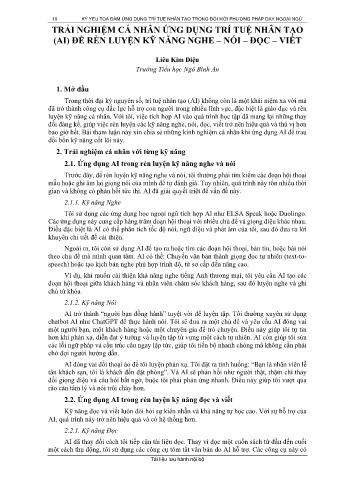 10 KỶ YẾU TỌA ĐÀM ỨNG DỤNG TRÍ TUỆ NHÂN TẠO TRONG ĐỔI MỚI PHƯƠNG PHÁP DẠY NGOẠI NGỮ
TRẢI NGHIỆM CÁ NHÂN ỨNG DỤNG TRÍ TUỆ NHÂN TẠO
(AI) ĐỂ RÈN LUYỆN KỸ NĂNG NGHE – NÓI – ĐỌC – VIẾT
Liêu Kim Diệu
Trường Tiểu học Ngô Bỉnh An
1. Mở đầu
Trong thời đại kỷ nguyên số, trí tuệ nhân tạo (AI) không còn là một khái niệm xa vời mà
đã trở thành công cụ đắc lực hỗ trợ con người trong nhiều lĩnh vực, đặc biệt là giáo dục và rèn
luyện kỹ năng cá nhân. Với tôi, việc tích hợp AI vào quá trình học tập đã mang lại những thay
đổi đáng kể, giúp việc rèn luyện các kỹ năng nghe, nói, đọc, viết trở nên hiệu quả và thú vị hơn
bao giờ hết. Bài tham luận này xin chia sẻ những kinh nghiệm cá nhân khi ứng dụng AI để trau
dồi bốn kỹ năng cốt lõi này.
2. Trải nghiệm cá nhân với từng kỹ năng
2.1. Ứng dụng AI trong rèn luyện kỹ năng nghe và nói
Trước đây, để rèn luyện kỹ năng nghe và nói, tôi thường phải tìm kiếm các đoạn hội thoại
mẫu hoặc ghi âm lại giọng nói của mình để tự đánh giá. Tuy nhiên, quá trình này tốn nhiều thời
gian và không có phản hồi tức thì. AI đã giải quyết triệt để vấn đề này.
2.1.1. Kỹ năng Nghe
Tôi sử dụng các ứng dụng học ngoại ngữ tích hợp AI như ELSA Speak hoặc Duolingo.
Các ứng dụng này cung cấp hàng trăm đoạn hội thoại với nhiều chủ đề và giọng điệu khác nhau.
Điều đặc biệt là AI có thể phân tích tốc độ nói, ngữ điệu và phát âm của tôi, sau đó đưa ra lời
khuyên chi tiết để cải thiện.
Ngoài ra, tôi còn sử dụng AI để tạo ra hoặc tìm các đoạn hội thoại, bản tin, hoặc bài nói
theo chủ đề mà mình quan tâm. AI có thể: Chuyển văn bản thành giọng đọc tự nhiên (text-to-
speech) hoặc tạo kịch bản nghe phù hợp trình độ, từ sơ cấp đến nâng cao.
Ví dụ, khi muốn cải thiện khả năng nghe tiếng Anh thương mại, tôi yêu cầu AI tạo các
đoạn hội thoại giữa khách hàng và nhân viên chăm sóc khách hàng, sau đó luyện nghe và ghi
chú từ khóa.
2.1.2. Kỹ năng Nói
AI trở thành “người bạn đồng hành” tuyệt vời để luyện tập. Tôi thường xuyên sử dụng
chatbot AI như ChatGPT để thực hành nói. Tôi sẽ đưa ra một chủ đề và yêu cầu AI đóng vai
một người bạn, một khách hàng hoặc một chuyên gia để trò chuyện. Điều này giúp tôi tự tin
hơn khi phản xạ, diễn đạt ý tưởng và luyện tập từ vựng một cách tự nhiên. AI còn giúp tôi sửa
các lỗi ngữ pháp và cấu trúc câu ngay lập tức, giúp tôi tiến bộ nhanh chóng mà không cần phải
chờ đợi người hướng dẫn.
AI đóng vai đối thoại ảo để tôi luyện phản xạ. Tôi đặt ra tình huống: “Bạn là nhân viên lễ
tân khách sạn, tôi là khách đến đặt phòng”. Và AI sẽ phản hồi như người thật, thậm chí thay
đổi giọng điệu và câu hỏi bất ngờ, buộc tôi phải phản ứng nhanh. Điều này giúp tôi vượt qua
rào cản tâm lý và nói trôi chảy hơn.
2.2. Ứng dụng AI trong rèn luyện kỹ năng đọc và viết
Kỹ năng đọc và viết luôn đòi hỏi sự kiên nhẫn và khả năng tự học cao. Với sự hỗ trợ của
AI, quá trình này trở nên hiệu quả và có hệ thống hơn.
2.2.1. Kỹ năng Đọc
AI đã thay đổi cách tôi tiếp cận tài liệu đọc. Thay vì đọc một cuốn sách từ đầu đến cuối
một cách thụ động, tôi sử dụng các công cụ tóm tắt văn bản do AI hỗ trợ. Các công cụ này có
Tài liệu lưu hành nội bộ